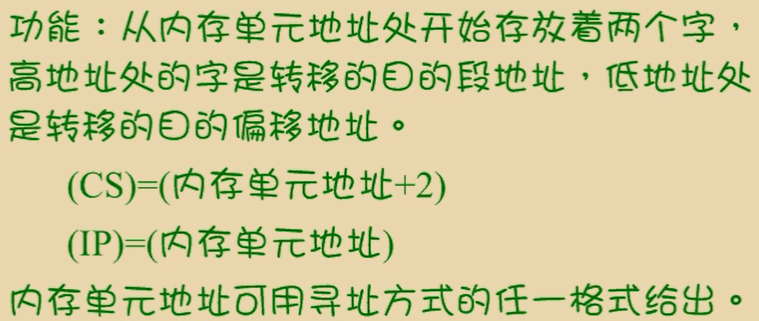 功能：从内存单元地址处开始存放着两个字，
高地址处的字是转移的目的段地址，低地址处
是转移的目的偏移地址。
(CS)=(内存单元地址+2)
(IP)=(内存单元地址)
内存单元地址可用寻址方式的任一格式给出。